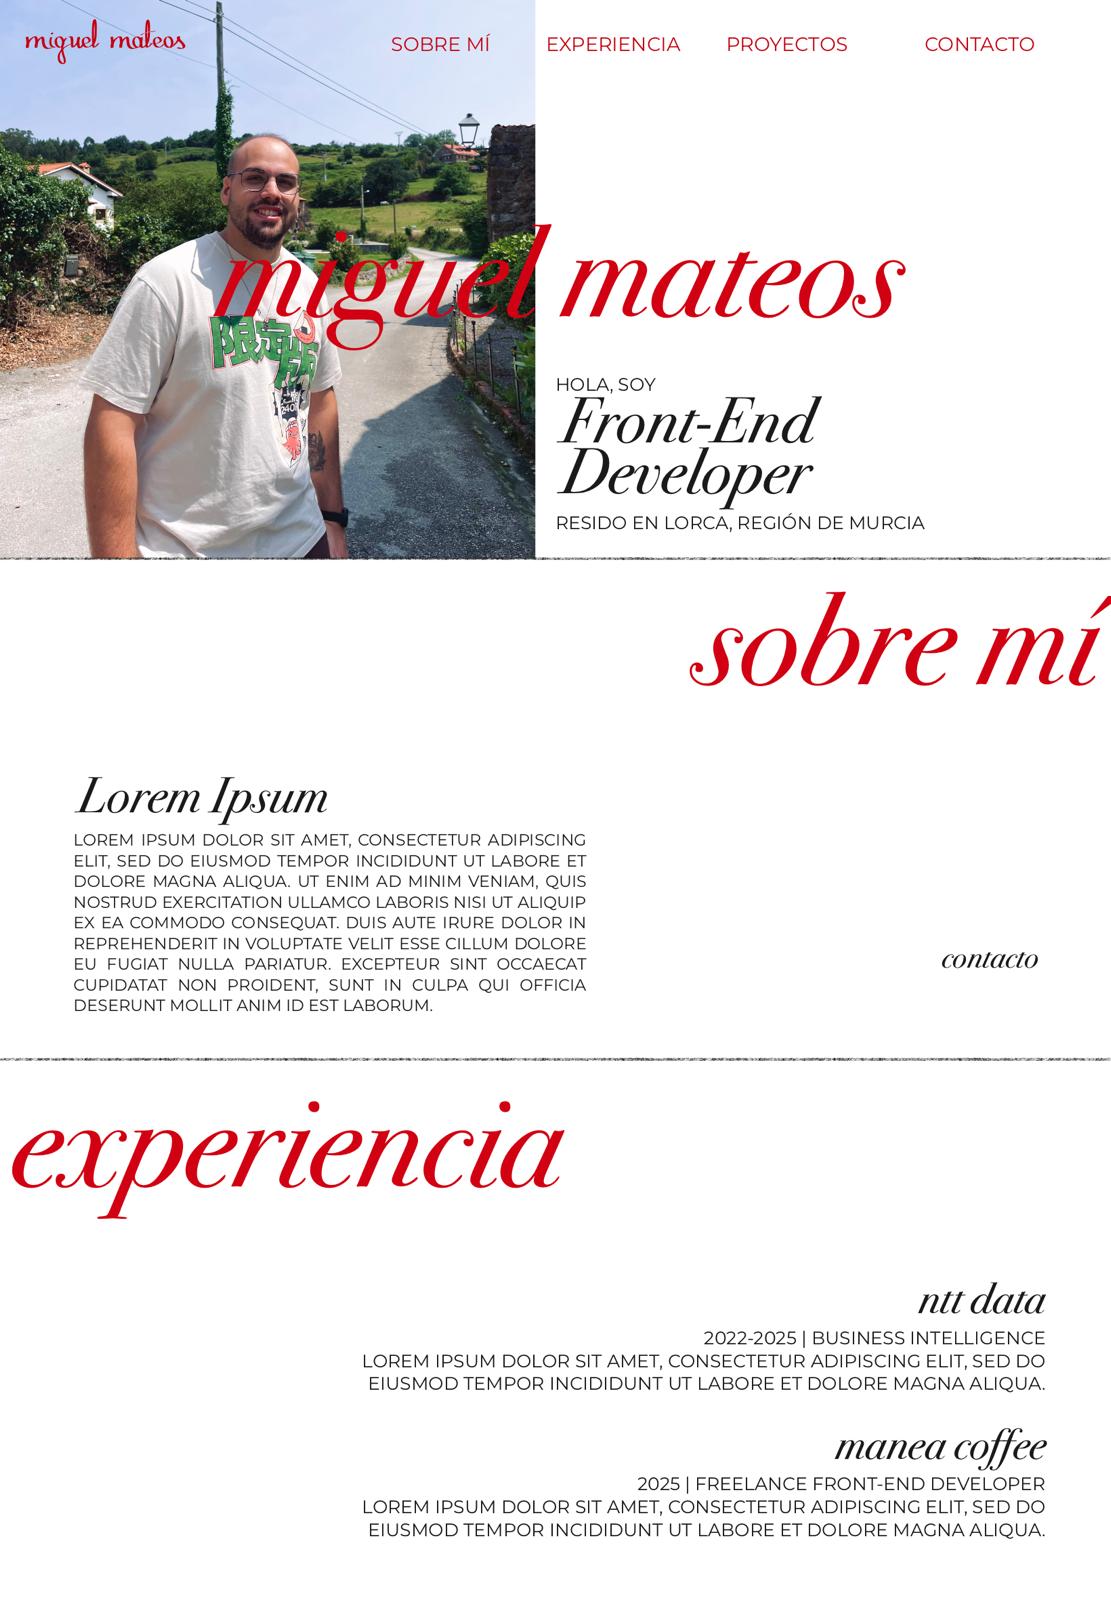 miguel mateos
SOBRE MÍ EXPERIENCIA PROYECTOS CONTACTO
miguel mateos
限定版
240
HOLA, SOY
Front-End
Developer
RESIDO EN LORCA, REGIÓN DE MURCIA
sobre mí
Lorem Ipsum
LOREM IPSUM DOLOR SIT AMET, CONSECTETUR ADIPISCING
ELIT, SED DO EIUSMOD TEMPOR INCIDIDUNT UT LABORE ET
DOLORE MAGNA ALIQUA. UT ENIM AD MINIM VENIAM, QUIS
NOSTRUD EXERCITATION ULLAMCO LABORIS NISI UT ALIQUIP
EX EA COMMODO CONSEQUAT. DUIS AUTE IRURE DOLOR IN
REPREHENDERIT IN VOLUPTATE VELIT ESSE CILLUM DOLORE
EU FUGIAT NULLA PARIATUR. EXCEPTEUR SINT OCCAECAT
CUPIDATAT NON PROIDENT, SUNT IN CULPA QUI OFFICIA
DESERUNT MOLLIT ANIM ID EST LABORUM.
contacto
experiencia
ntt data
2022-2025 | BUSINESS INTELLIGENCE
LOREM IPSUM DOLOR SIT AMET, CONSECTETUR ADIPISCING ELIT, SED DO
EIUSMOD TEMPOR INCIDIDUNT UT LABORE ET DOLORE MAGNA ALIQUA.
manea coffee
2025 | FREELANCE FRONT-END DEVELOPER
LOREM IPSUM DOLOR SIT AMET, CONSECTETUR ADIPISCING ELIT, SED DO
EIUSMOD TEMPOR INCIDIDUNT UT LABORE ET DOLORE MAGNA ALIQUA.